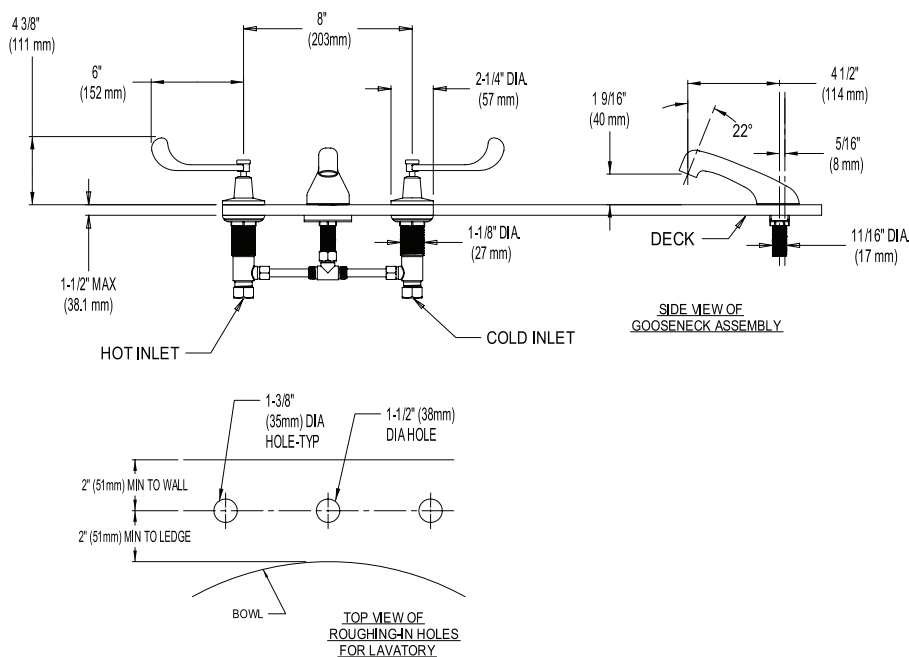 4 3/8"
(111 mm)
6"
(152 mm)
8"
(203mm)
2-1/4" DIA.
(57 mm)
1 9/16"
(40 mm)
4 1/2"
(114 mm)
22°
5/16"
(8 mm)
1-1/2" MAX
(38.1 mm)
1-1/8" DIA.
(27 mm)
DECK
11/16" DIA.
(17 mm)
HOT INLET
COLD INLET
SIDE VIEW OF
GOOSENECK ASSEMBLY
1-3/8"
(35mm) DIA
HOLE-TYP
1-1/2" (38mm)
DIA HOLE
2" (51mm) MIN TO WALL
2" (51mm) MIN TO LEDGE
BOWL
TOP VIEW OF
ROUGHING-IN HOLES
FOR LAVATORY